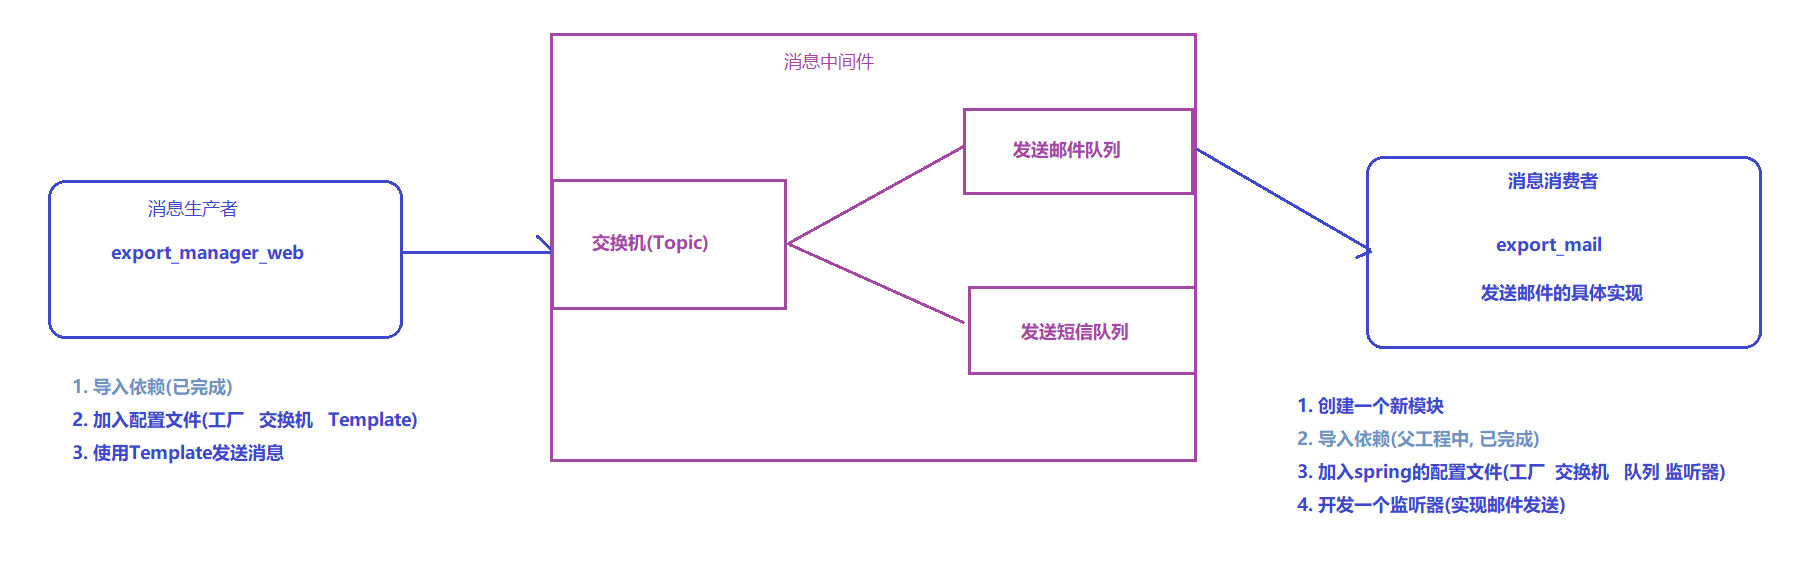 消息中间件
发送邮件队列
消息生产者
export_manager_web
交换机(Topic)
发送短信队列
消息消费者
export_mail
发送邮件的具体实现
1. 导入依赖(已完成)
2. 加入配置文件(工厂 交换机 Template)
3. 使用Template发送消息
1. 创建一个新模块
2. 导入依赖(父工程中, 已完成)
3. 加入spring的配置文件(工厂 交换机 队列 监听器)
4. 开发一个监听器(实现邮件发送)